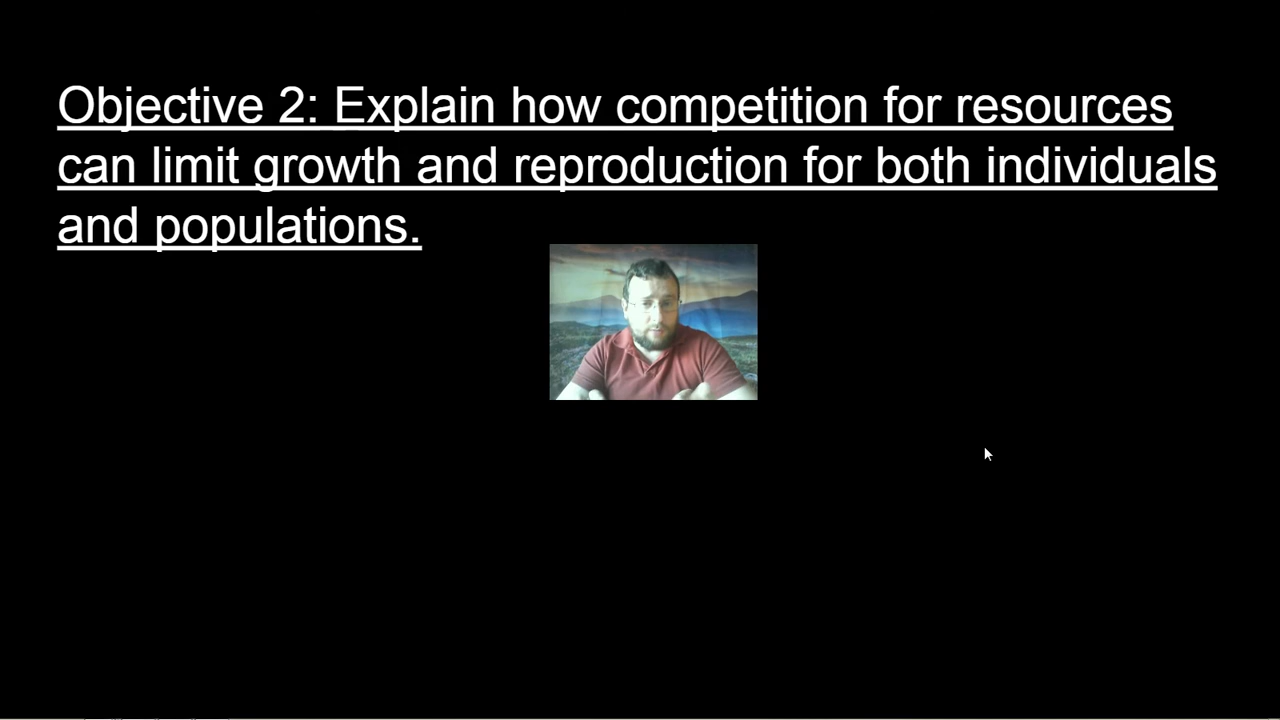 Objective 2: Explain how competition for resources
can limit growth and reproduction for both individuals
and populations.